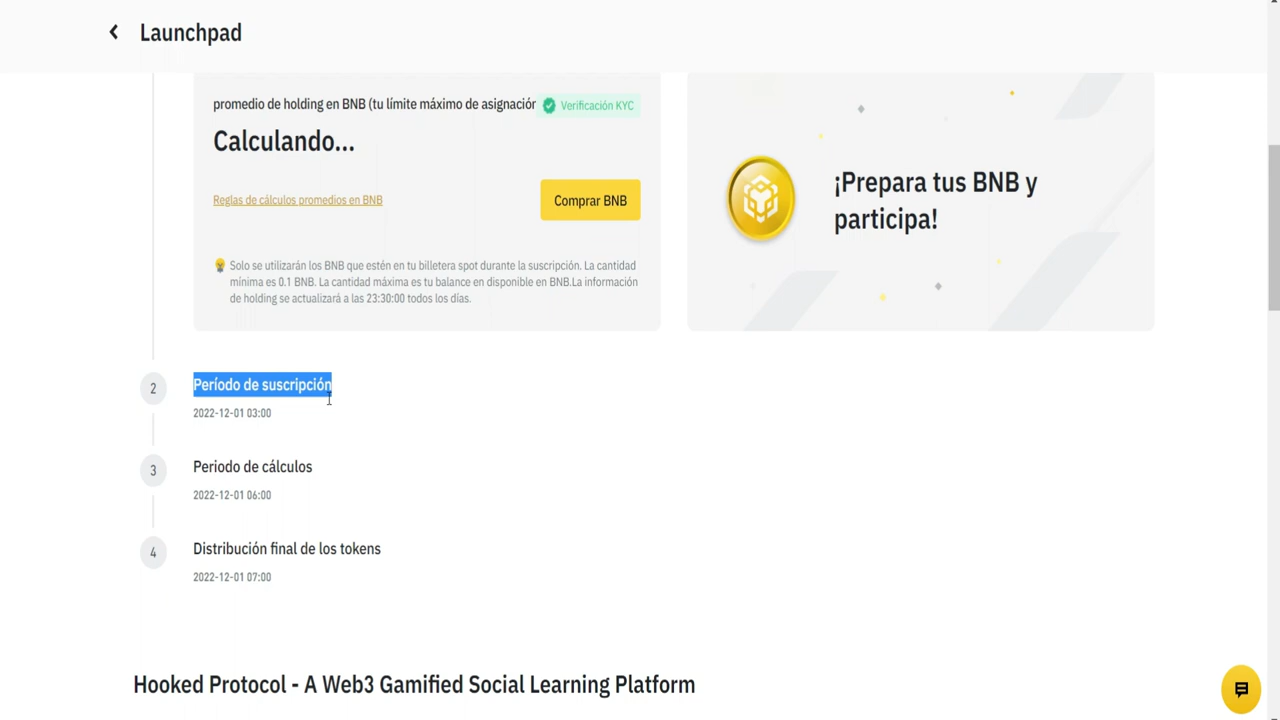 Launchpad
promedio de holding en BNB (tu límite máximo de asignación
Verificación KYC
Calculando...
Reglas de cálculos promedios en BNB
Comprar BNB
Solo se utilizarán los BNB que estén en tu billetera spot durante la suscripción. La cantidad
mínima es 0.1 BNB. La cantidad máxima es tu balance en disponible en BNB.La información
de holding se actualizará a las 23:30:00 todos los días.
¡Prepara tus BNB y
participa!
2
Período de suscripción
2022-12-01 03:00
3
Periodo de cálculos
2022-12-01 06:00
4
Distribución final de los tokens
2022-12-01 07:00
Hooked Protocol - A Web3 Gamified Social Learning Platform